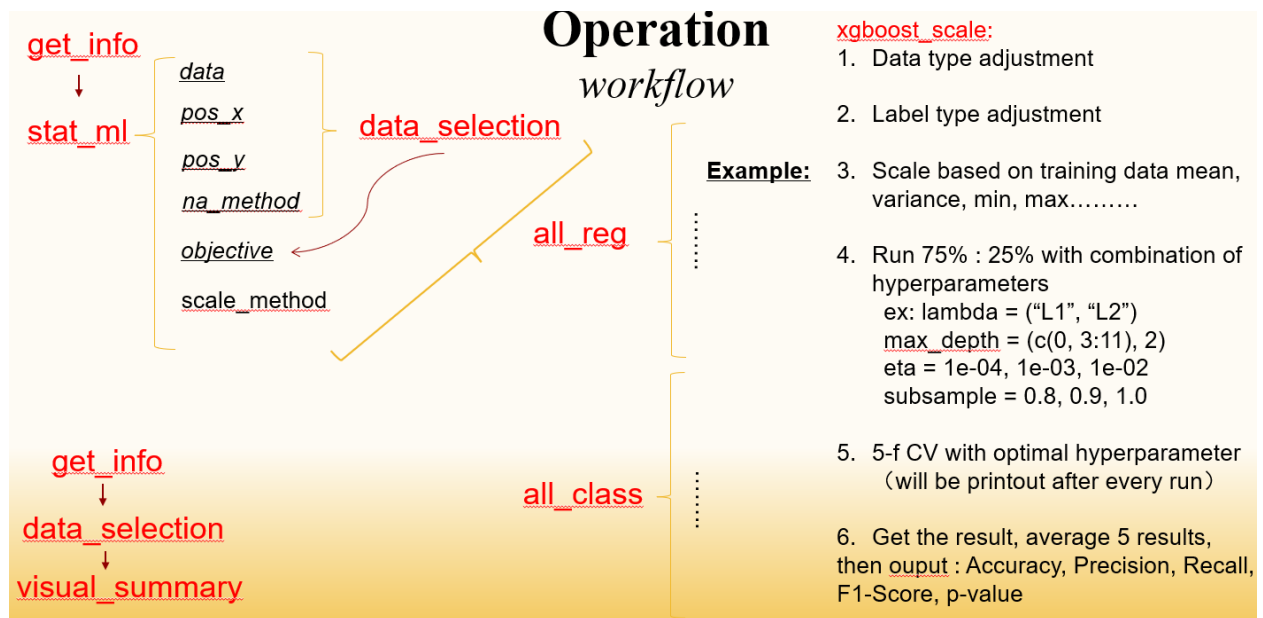 Operation
workflow
get_info
stat_ml
data
pos_x
pos_y
na_method
objective
scale_method
data_selection
all_reg
all_class
Example:
get_info
data_selection
visual_summary
xgboost_scale:
1. Data type adjustment
2. Label type adjustment
3. Scale based on training data mean,
variance, min, max………
4. Run 75% : 25% with combination of
hyperparameters
ex: lambda = (“L1”, “L2”)
max_depth = (c(0, 3:11), 2)
eta = 1e-04, 1e-03, 1e-02
subsample = 0.8, 0.9, 1.0
5. 5-f CV with optimal hyperparameter
（will be printout after every run）
6. Get the result, average 5 results,
then ouput : Accuracy, Precision, Recall,
F1-Score, p-value